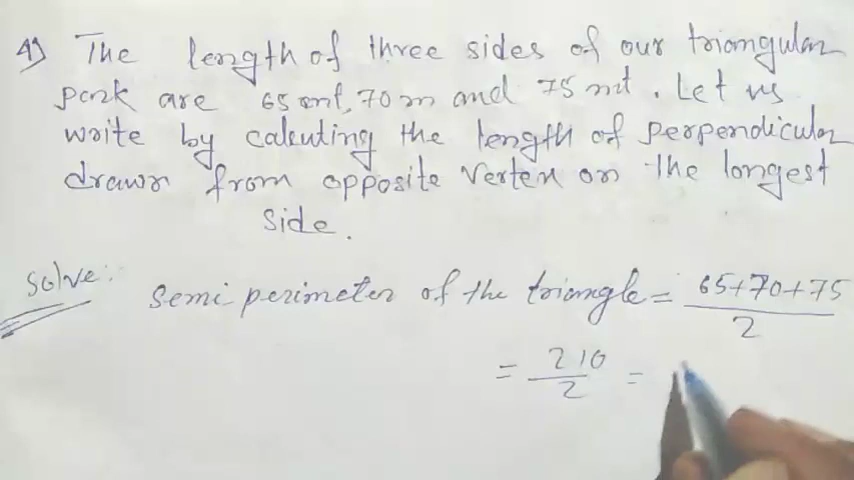 4) The length of three sides of our triangular
park are 65 mt, 70 m and 75 mt. Let us
write by calcuting the length of perpendicular
drawn from opposite vertex on the longest
side.
Solve:
Semi perimeter of the triangle = 65+70+75
2
= 210
2 =